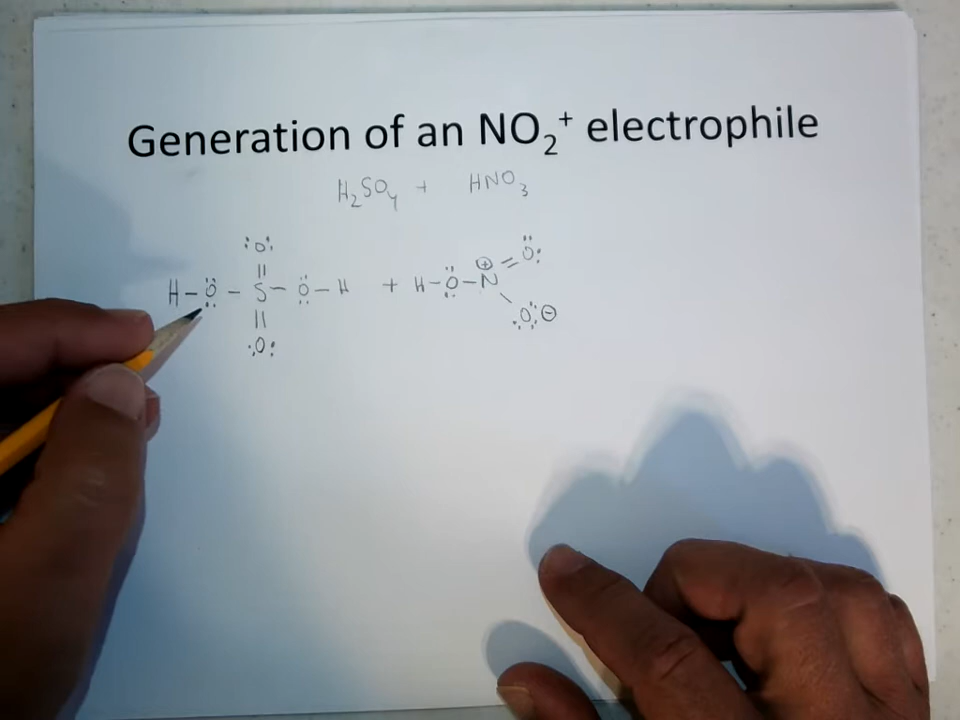 Generation of an NO₂⁺ electrophile
H₂SO₄ + HNO₃
:Ö: =Ö:
H–Ö–S–Ö–H + H–Ö–N⊕
:O: :O:⊖